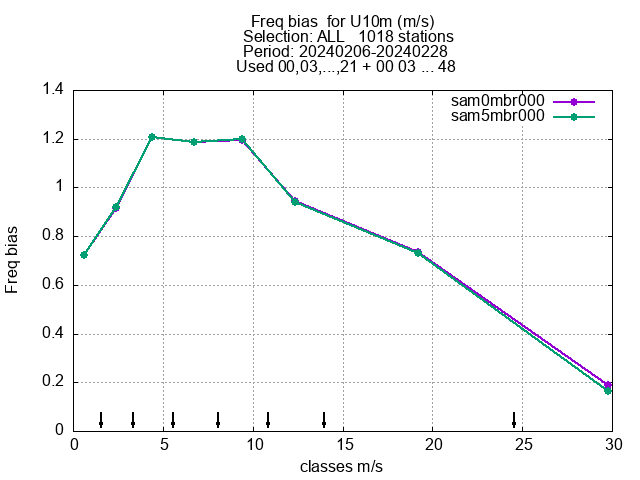 Freq bias  for U10m (m/s)
Selection: ALL   1018 stations
Period: 20240206-20240228
Used 00,03,...,21 + 00 03 ... 48
sam0mbr000
sam5mbr000
1.4
1.2
1
0.8
0.6
0.4
0.2
0
Freq bias
0 5 10 15 20 25 30
classes m/s